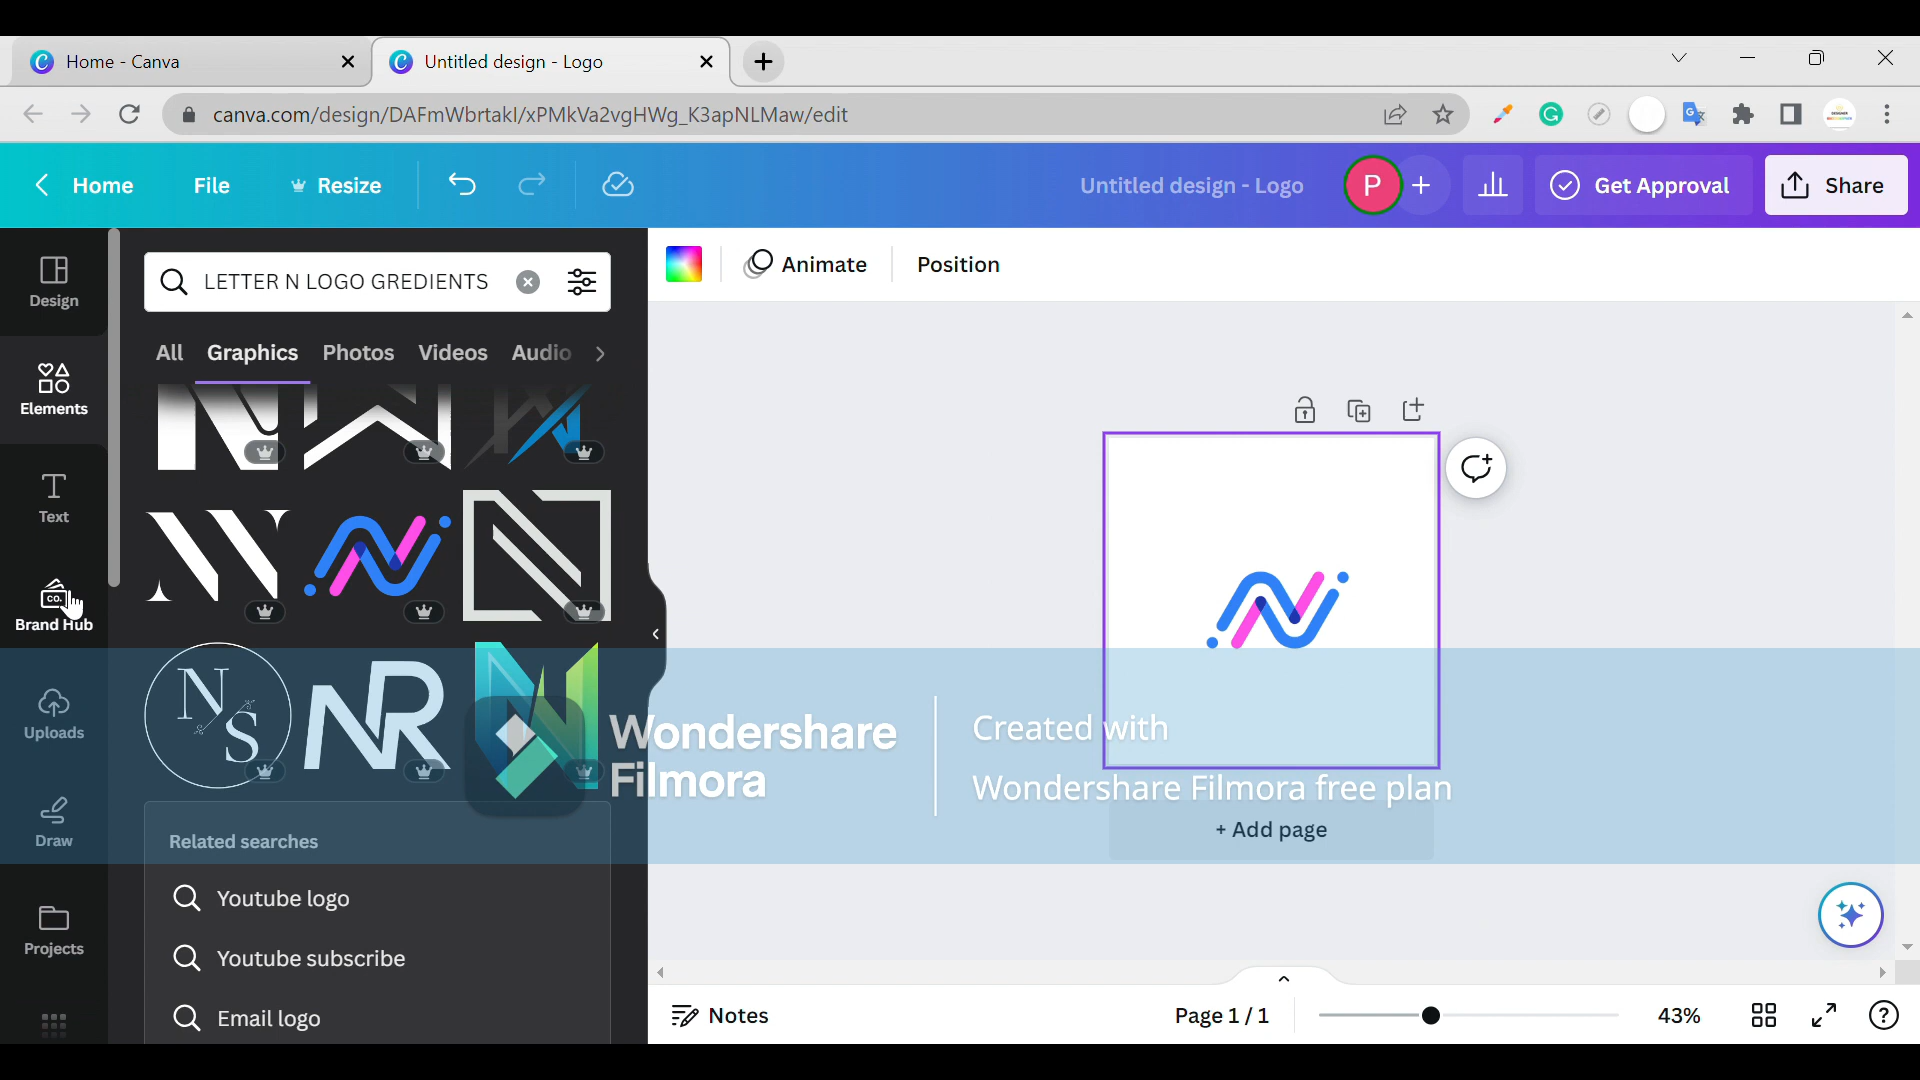 Home - Canva
Untitled design - Logo
canva.com/design/DAFmWbrtakI/xPMkVa2vgHWg_K3apNLMaw/edit
Home
File
Resize
Untitled design - Logo
P
Get Approval
Share
Design
Elements
Text
CO.
Brand Hub
Uploads
Draw
Projects
LETTER N LOGO GREDIENTS
All
Graphics
Photos
Videos
Audio
N
S
NR
Related searches
Youtube logo
Youtube subscribe
Email logo
Animate
Position
Wondershare
Filmora
Created with
Wondershare Filmora free plan
+ Add page
Notes
Page 1 / 1
43%